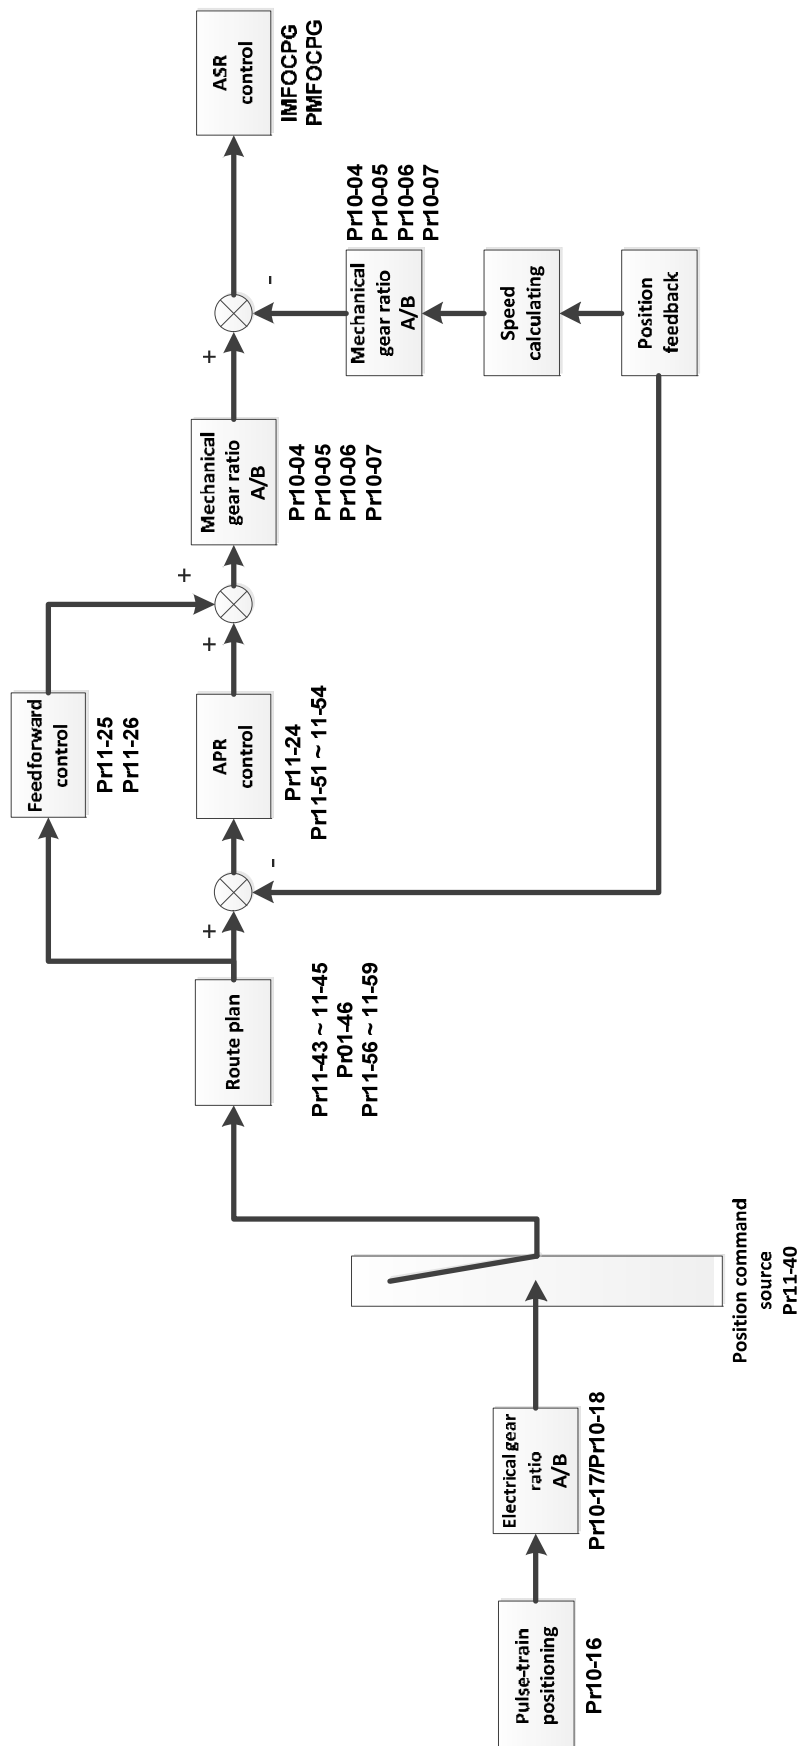 Pulse-train
positioning
Pr10-16
Electrical gear
ratio
A/B
Pr10-17/Pr10-18
Position command
source
Pr11-40
Route plan
Pr11-43 ~ 11-45
Pr01-46
Pr11-56 ~ 11-59
+
-
Feedforward
control
Pr11-25
Pr11-26
APR
control
Pr11-24
Pr11-51 ~ 11-54
+
+
Mechanical
gear ratio
A/B
Pr10-04
Pr10-05
Pr10-06
Pr10-07
+
-
ASR
control
IMFOCPG
PMFOCPG
Mechanical
gear ratio
A/B
Pr10-04
Pr10-05
Pr10-06
Pr10-07
Speed
calculating
Position
feedback